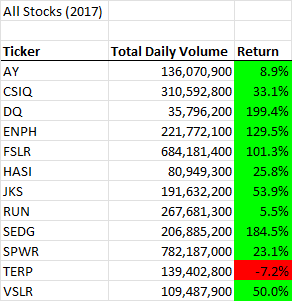 All Stocks (2017)
Ticker Total Daily Volume Return
AY 136,070,900 8.9%
CSIQ 310,592,800 33.1%
DQ 35,796,200 199.4%
ENPH 221,772,100 129.5%
FSLR 684,181,400 101.3%
HASI 80,949,300 25.8%
JKS 191,632,200 53.9%
RUN 267,681,300 5.5%
SEDG 206,885,200 184.5%
SPWR 782,187,000 23.1%
TERP 139,402,800 -7.2%
VSLR 109,487,900 50.0%